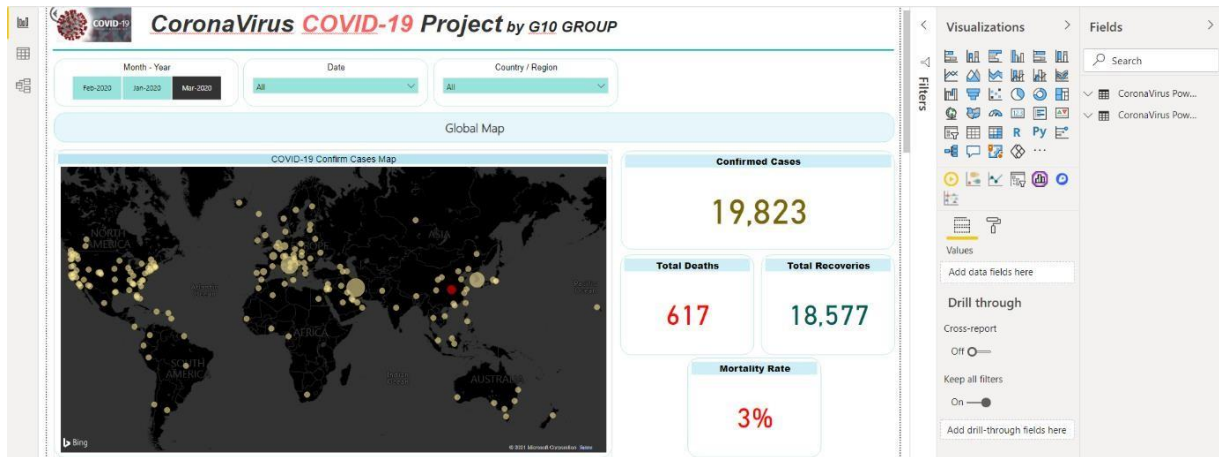 COVID-19
CoronaVirus COVID-19 Project by G10 GROUP
Month - Year
Feb-2020 Jan-2020 Mar-2020
Date
All
Country / Region
All
Global Map
COVID-19 Confirm Cases Map
NORTH
AMERICA
EUROPE
ASIA
AFRICA
SOUTH
AMERICA
AUSTRALIA
Bing
© 2021 Microsoft Corporation Terms
Confirmed Cases
19,823
Total Deaths
617
Total Recoveries
18,577
Mortality Rate
3%
Filters
Visualizations
R Py
Values
Add data fields here
Drill through
Cross-report
Off
Keep all filters
On
Add drill-through fields here
Fields
Search
CoronaVirus Pow...
CoronaVirus Pow...